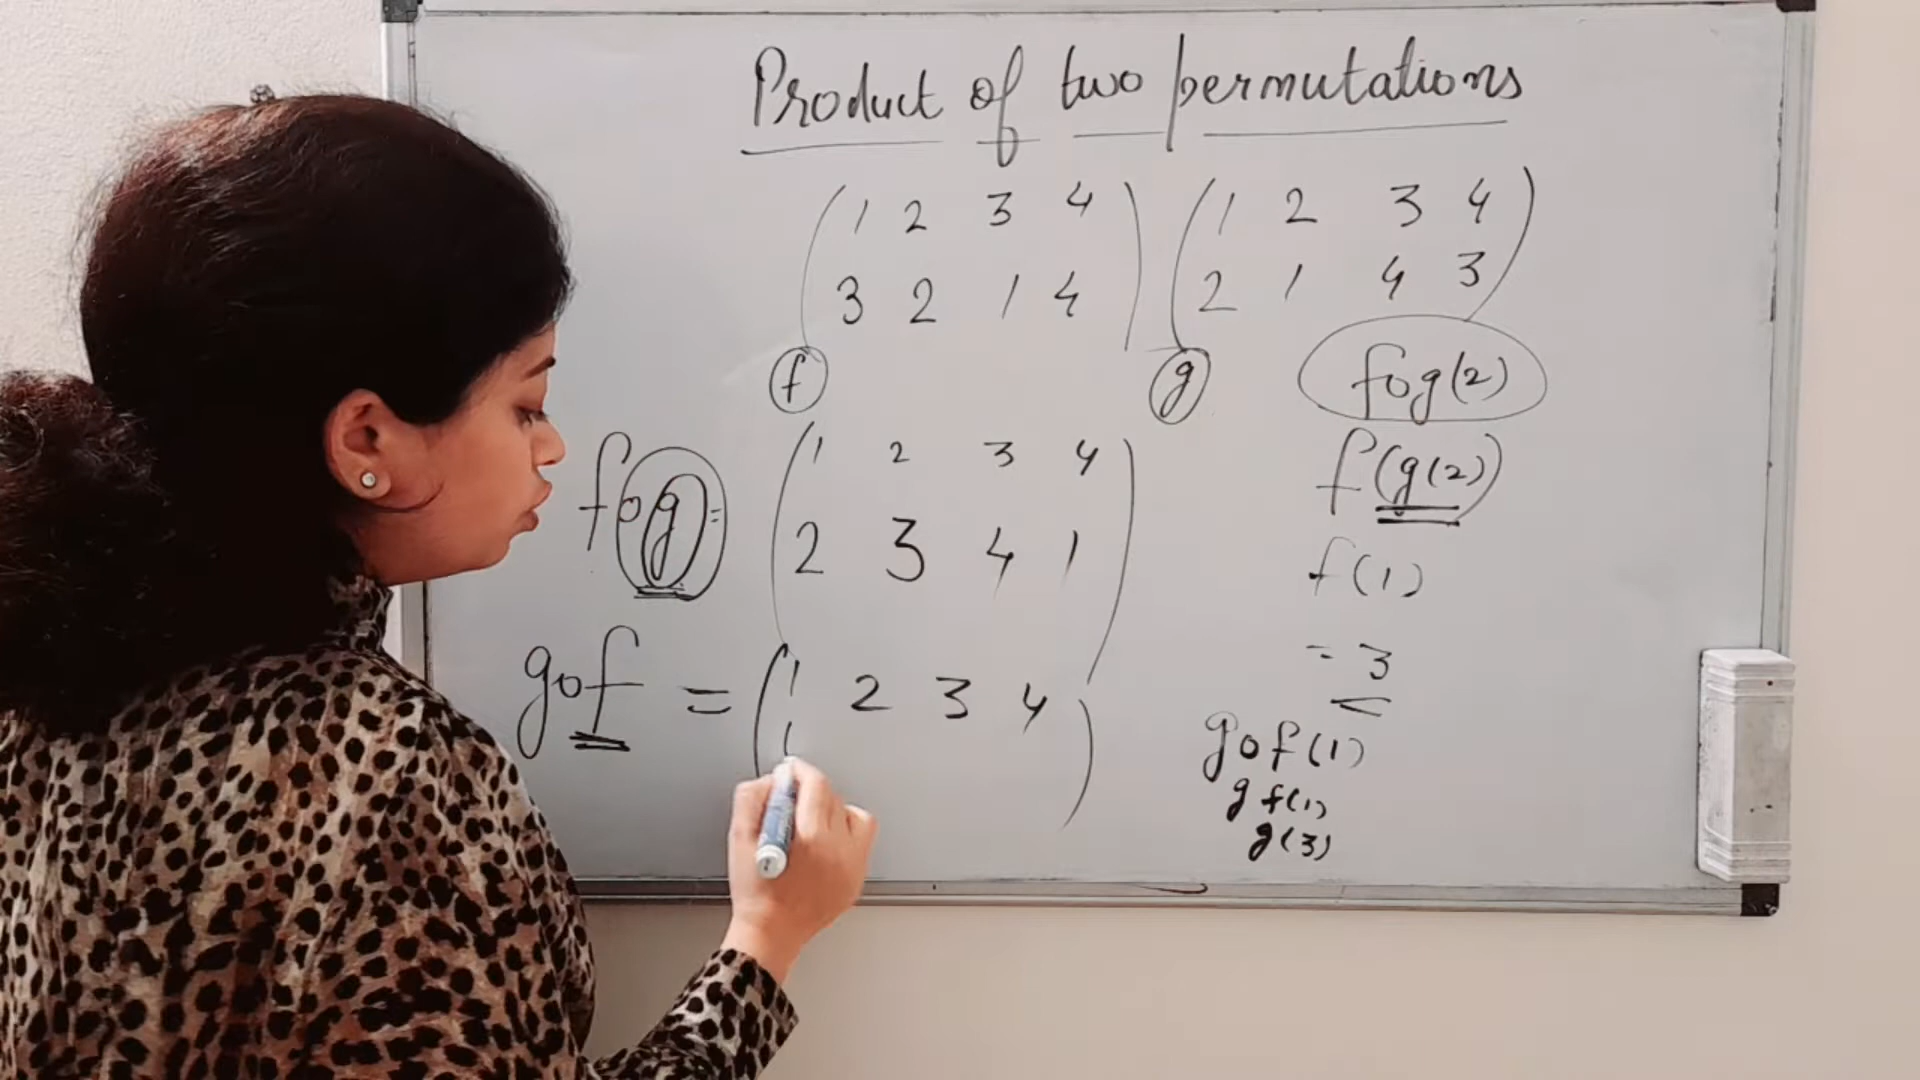 Product of two permutations
( 1 2 3 4 ) ( 1 2 3 4 )
( 3 2 1 4 ) ( 2 1 4 3 )
f g
fog(2)
fog = ( 1 2 3 4 )
( 2 3 4 1 )
f(g(2))
f(1)
= 3
gof = ( 1 2 3 4 )
gof(1)
g f(1)
g(3)